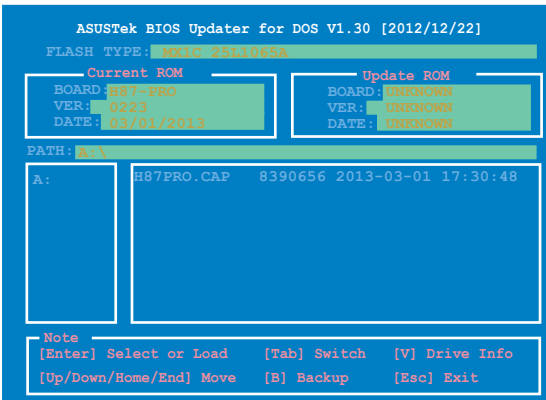 ASUSTek BIOS Updater for DOS V1.30 [2012/12/22]
FLASH TYPE: MXIC 25L1065A
Current ROM
BOARD: H87-PRO
VER: 0223
DATE: 03/01/2013
Update ROM
BOARD: UNKNOWN
VER: UNKNOWN
DATE: UNKNOWN
PATH: A:\
A:
H87PRO.CAP 8390656 2013-03-01 17:30:48
Note
[Enter] Select or Load [Tab] Switch [V] Drive Info
[Up/Down/Home/End] Move [B] Backup [Esc] Exit